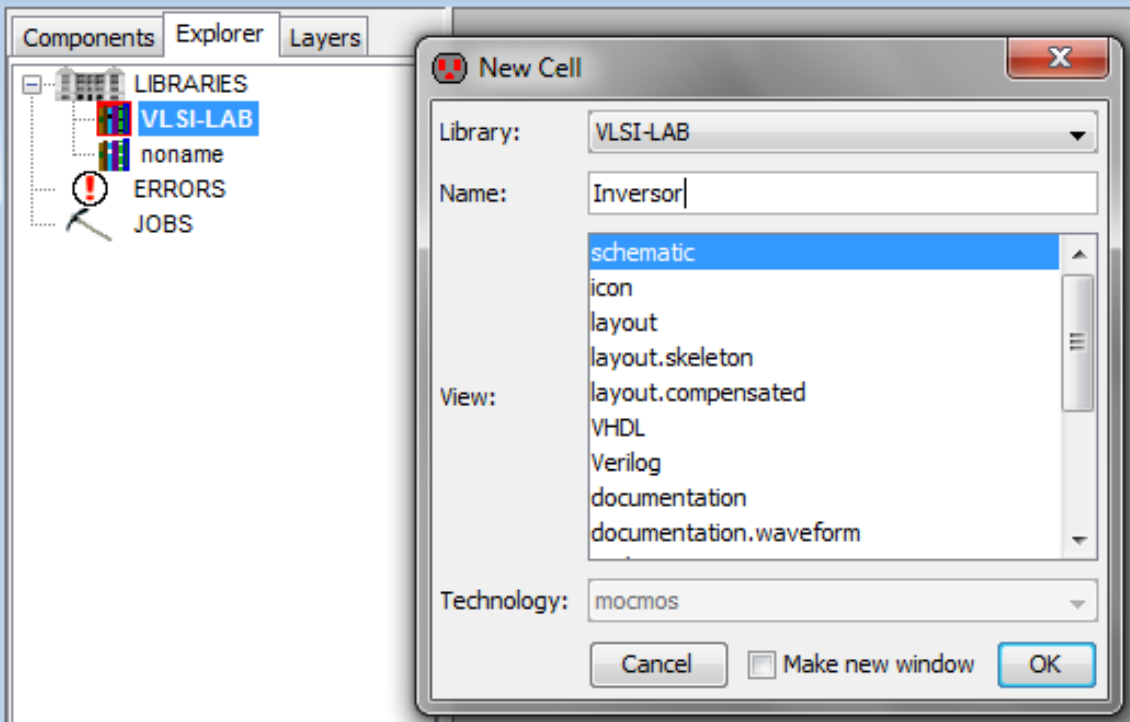 Components Explorer Layers
LIBRARIES
VLSI-LAB
noname
ERRORS
JOBS
New Cell
Library: VLSI-LAB
Name: Inversor
View:
schematic
icon
layout
layout.skeleton
layout.compensated
VHDL
Verilog
documentation
documentation.waveform
Technology: mocmos
Cancel Make new window OK